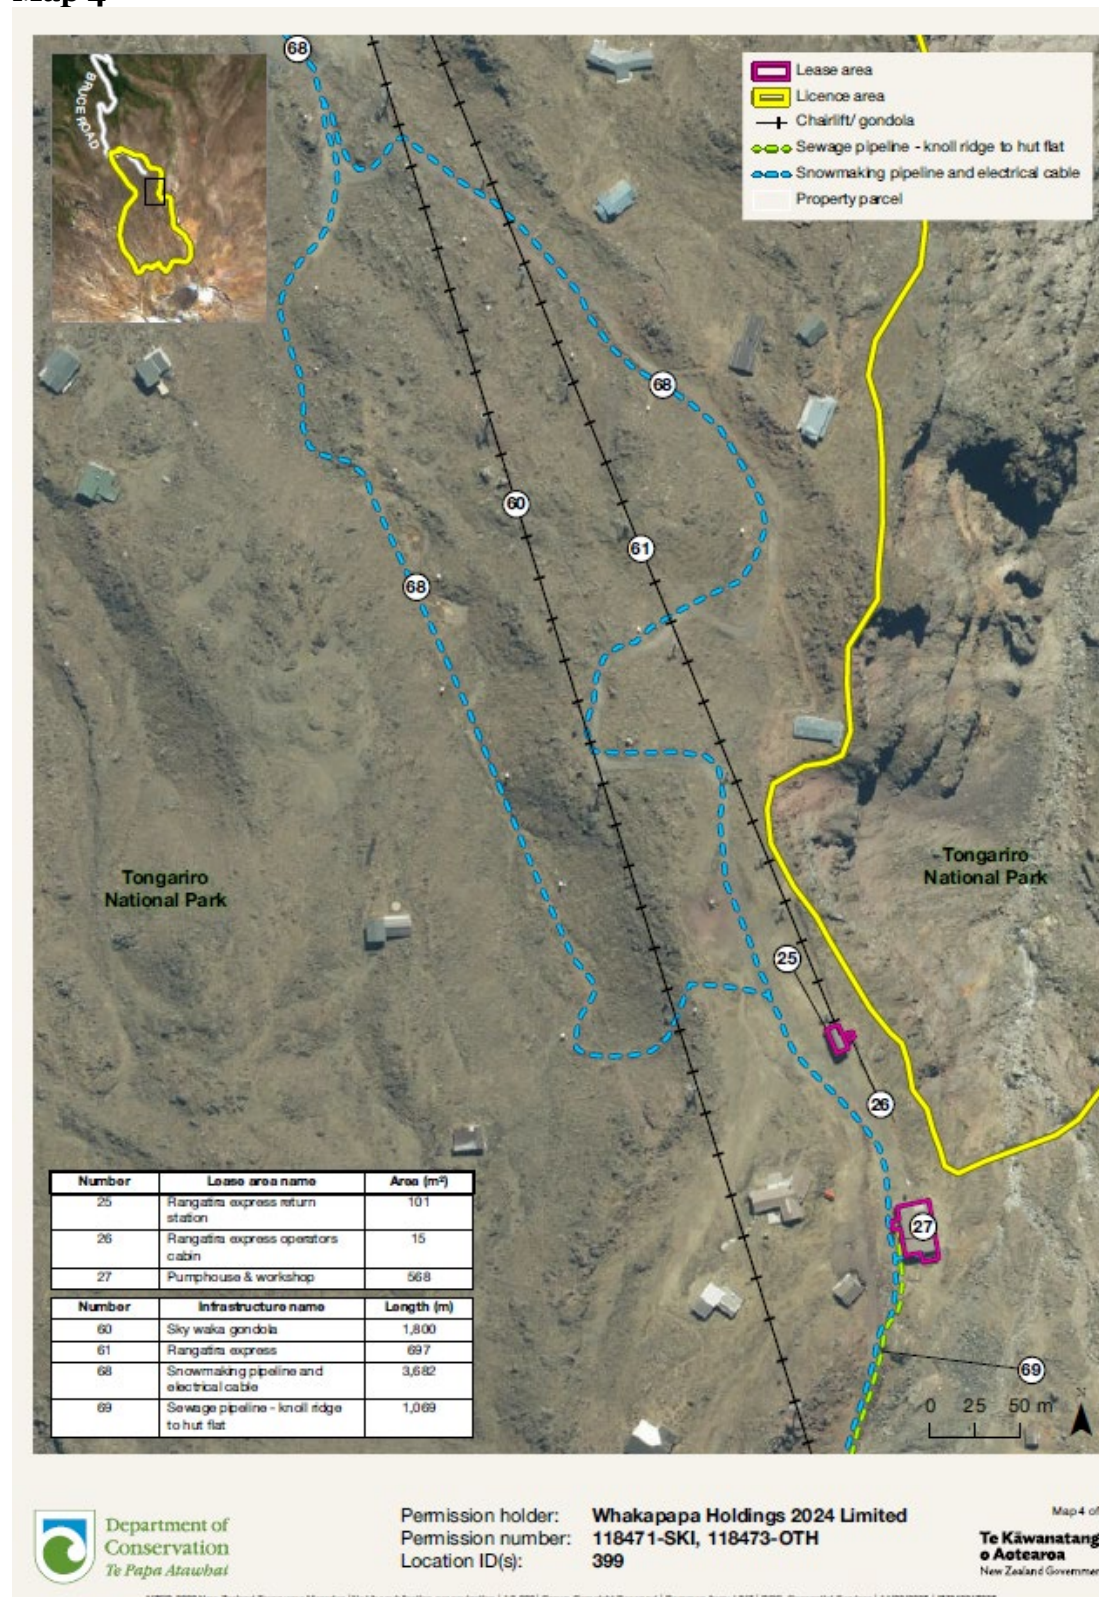 Map 4
BRUCE ROAD
Lease area
Licence area
Chairlift/ gondola
Sewage pipeline - knoll ridge to hut flat
Snowmaking pipeline and electrical cable
Property parcel
68
68
60
61
68
Tongariro
National Park
Tongariro
National Park
25
26
27
69
0 25 50 m
N
Number Lease area name Area (m²)
25 Rangatira express return 101
station
26 Rangatira express operators 15
cabin
27 Pumphouse & workshop 568
Number Infrastructure name Length (m)
60 Sky waka gondola 1,800
61 Rangatira express 697
68 Snowmaking pipeline and 3,682
electrical cable
69 Sewage pipeline - knoll ridge 1,069
to hut flat
Department of
Conservation
Te Papa Atawhai
Permission holder: Whakapapa Holdings 2024 Limited
Permission number: 118471-SKI, 118473-OTH
Location ID(s): 399
Map 4 of
Te Kāwanatang
o Aotearoa
New Zealand Governmen